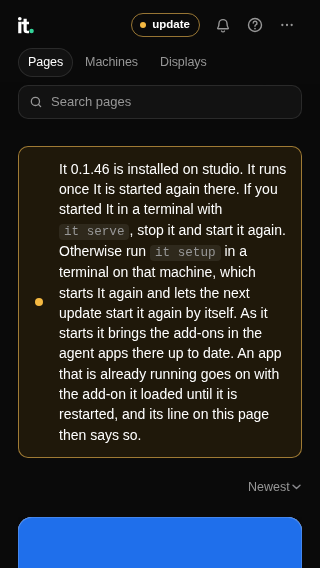 it.
update
Pages
Machines
Displays
Search pages
It 0.1.46 is installed on studio. It runs
once It is started again there. If you
started It in a terminal with
it serve, stop it and start it again.
Otherwise run it setup in a
terminal on that machine, which
starts It again and lets the next
update start it again by itself. As it
starts it brings the add-ons in the
agent apps there up to date. An app
that is already running goes on with
the add-on it loaded until it is
restarted, and its line on this page
then says so.
Newest